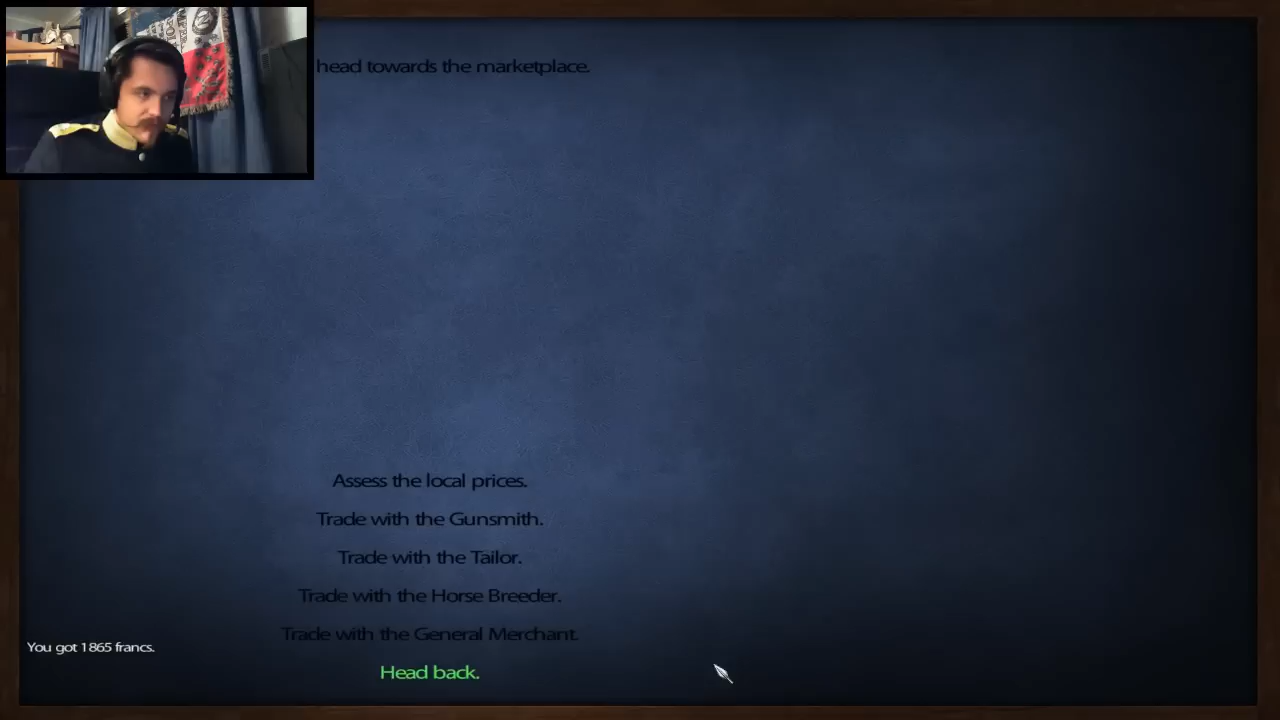 head towards the marketplace.
Assess the local prices.
Trade with the Gunsmith.
Trade with the Tailor.
Trade with the Horse Breeder.
Trade with the General Merchant.
You got 1865 francs.
Head back.